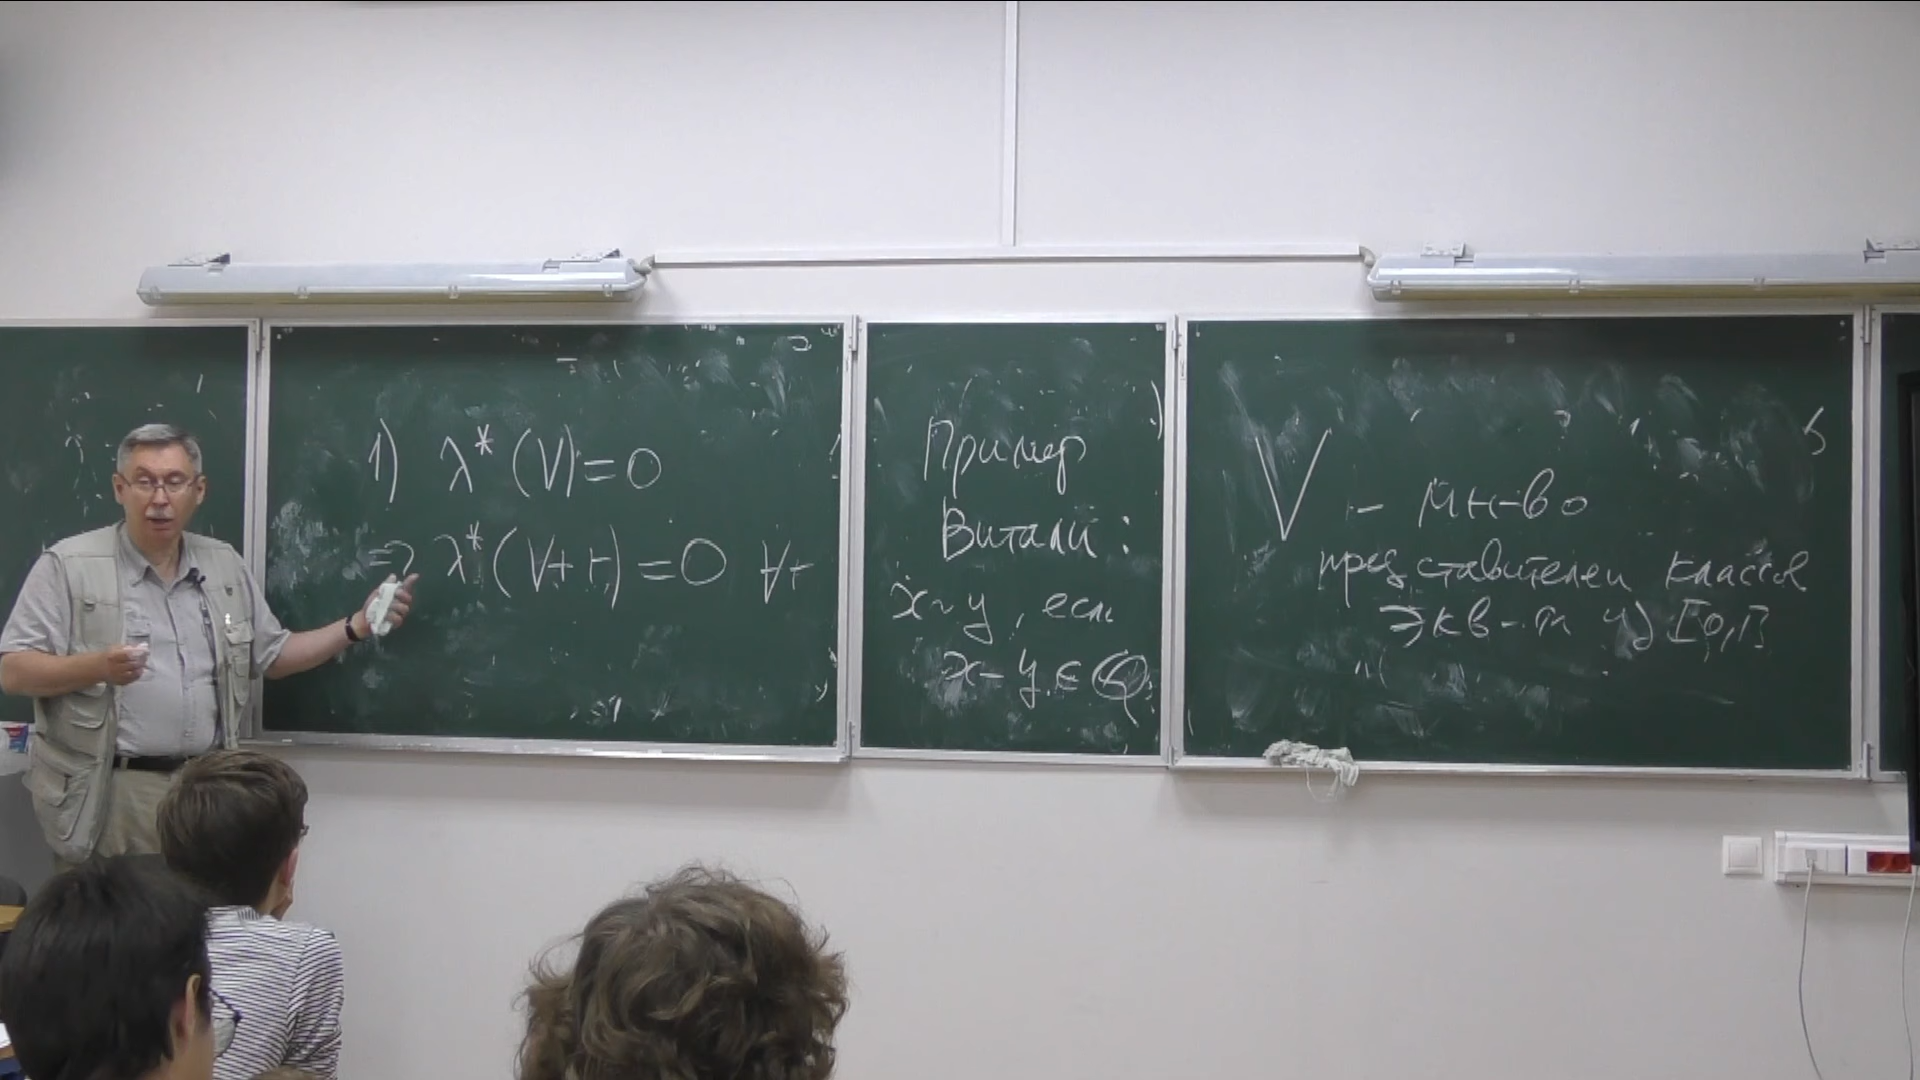 1) λ*(V)=0
=> λ*(V+r)=0 ∀r
Пример
Витали:
x~y, если
x-y∈Q
V - мн-во
представителей классов
экв-ти из [0,1]